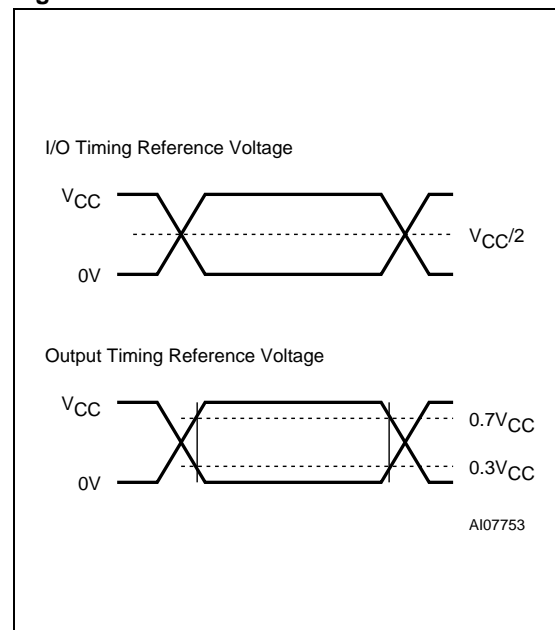 I/O Timing Reference Voltage
VCC
VCC/2
0V
Output Timing Reference Voltage
VCC
0.7VCC
0.3VCC
0V
AI07753